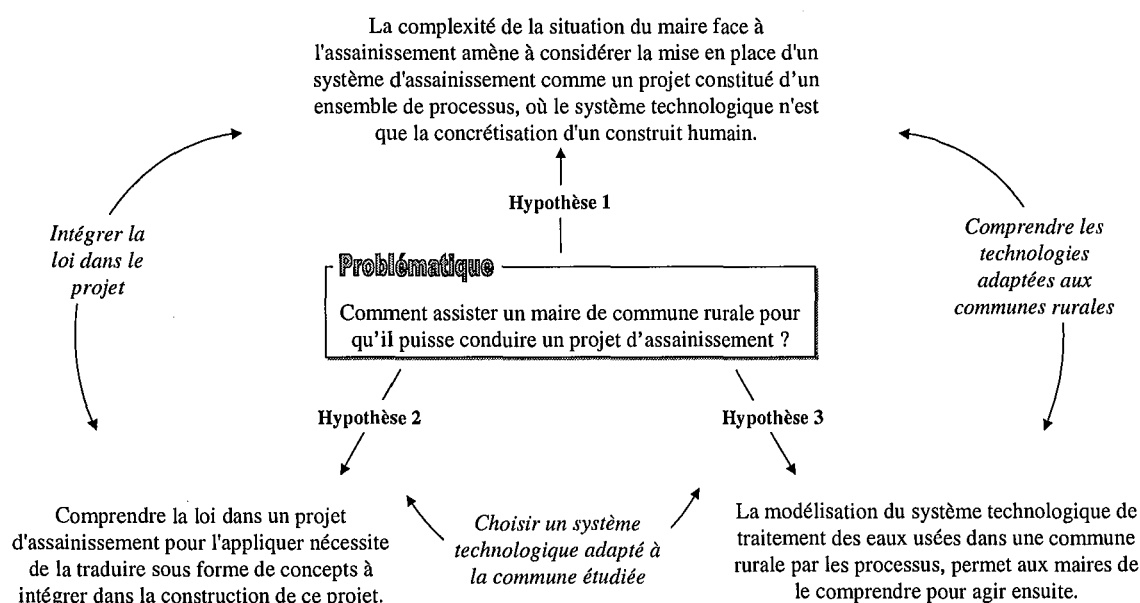 La complexité de la situation du maire face à
l'assainissement amène à considérer la mise en place d'un
système d'assainissement comme un projet constitué d'un
ensemble de processus, où le système technologique n'est
que la concrétisation d'un construit humain.
Hypothèse 1
Intégrer la
loi dans le
projet
Comprendre les
technologies
adaptées aux
communes rurales
Problématique
Comment assister un maire de commune rurale pour
qu'il puisse conduire un projet d'assainissement ?
Hypothèse 2
Hypothèse 3
Comprendre la loi dans un projet
d'assainissement pour l'appliquer nécessite
de la traduire sous forme de concepts à
intégrer dans la construction de ce projet.
Choisir un système
technologique adapté à
la commune étudiée
La modélisation du système technologique de
traitement des eaux usées dans une commune
rurale par les processus, permet aux maires de
le comprendre pour agir ensuite.